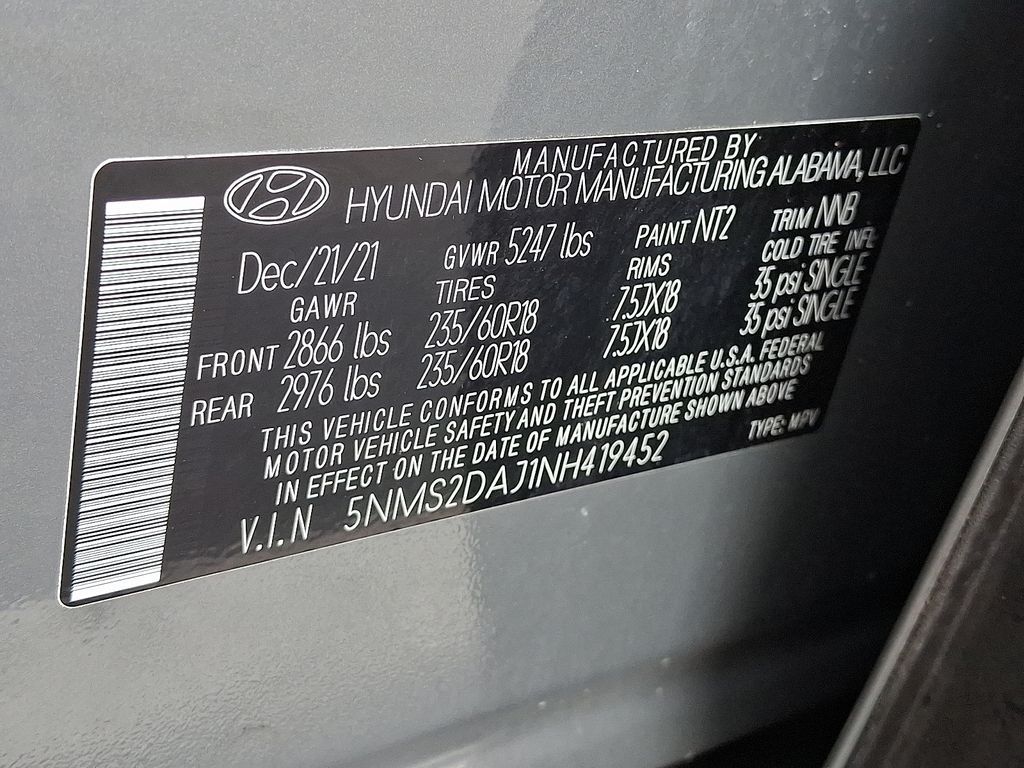 MANUFACTURED BY
HYUNDAI MOTOR MANUFACTURING ALABAMA, LLC
Dec/21/21 GVWR 5247 lbs PAINT NT2 TRIM NNB
GAWR TIRES RIMS COLD TIRE INFL
FRONT 2866 lbs 235/60R18 7.5JX18 35 psi SINGLE
REAR 2976 lbs 235/60R18 7.5JX18 35 psi SINGLE
THIS VEHICLE CONFORMS TO ALL APPLICABLE U.S.A. FEDERAL
MOTOR VEHICLE SAFETY AND THEFT PREVENTION STANDARDS
IN EFFECT ON THE DATE OF MANUFACTURE SHOWN ABOVE
V.I.N 5NMS2DAJ1NH419452 TYPE: MPV